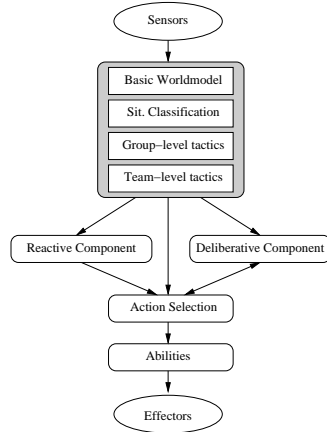 Sensors
Basic Worldmodel
Sit. Classification
Group−level tactics
Team−level tactics
Reactive Component
Deliberative Component
Action Selection
Abilities
Effectors